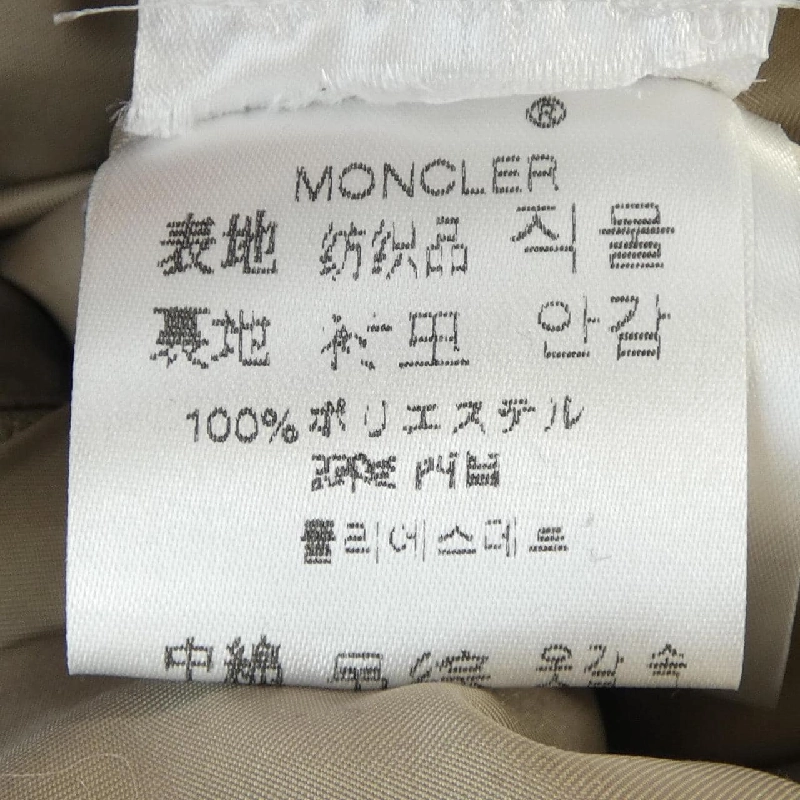 ®
MONCLER
表地 纺织品 직물
裏地 衬里 안감
100%ポリエステル
폴리에스테르
中綿